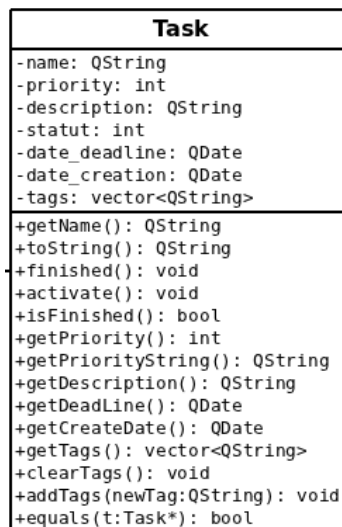 Task
-name: QString
-priority: int
-description: QString
-statut: int
-date_deadline: QDate
-date_creation: QDate
-tags: vector<QString>
+getName(): QString
+toString(): QString
+finished(): void
+activate(): void
+isFinished(): bool
+getPriority(): int
+getPriorityString(): QString
+getDescription(): QString
+getDeadLine(): QDate
+getCreateDate(): QDate
+getTags(): vector<QString>
+clearTags(): void
+addTags(newTag:QString): void
+equals(t:Task*): bool